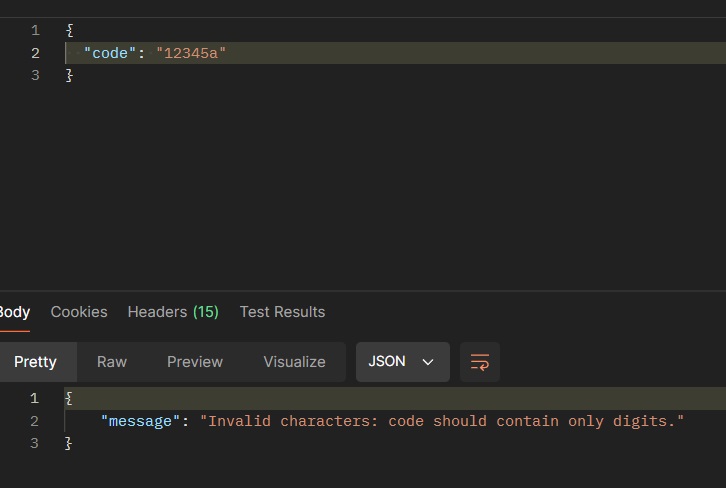 1 {
2 "code": "12345a"
3 }
Body Cookies Headers (15) Test Results
Pretty Raw Preview Visualize JSON
1 {
2 "message": "Invalid characters: code should contain only digits."
3 }